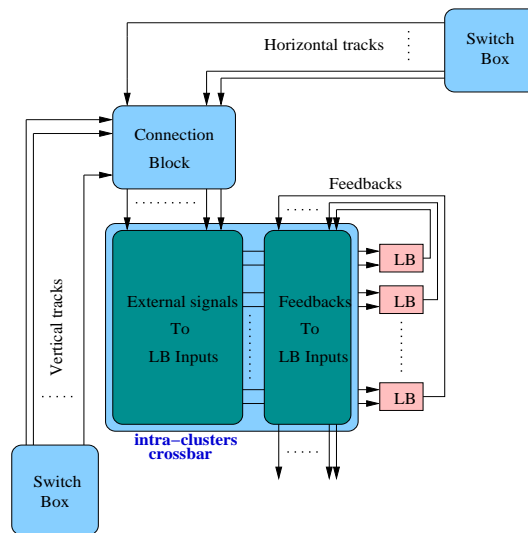 Horizontal tracks
Switch
Box
Connection
Block
Feedbacks
External signals
To
LB Inputs
Feedbacks
To
LB Inputs
LB
LB
LB
Vertical tracks
intra−clusters
crossbar
Switch
Box